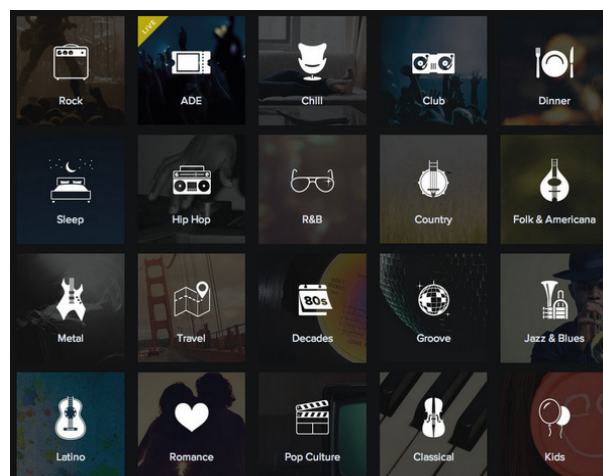 LIVE
Rock
ADE
Chill
Club
Dinner
Sleep
Hip Hop
R&B
Country
Folk & Americana
Metal
Travel
80s
Decades
Groove
Jazz & Blues
Latino
Romance
Pop Culture
Classical
Kids